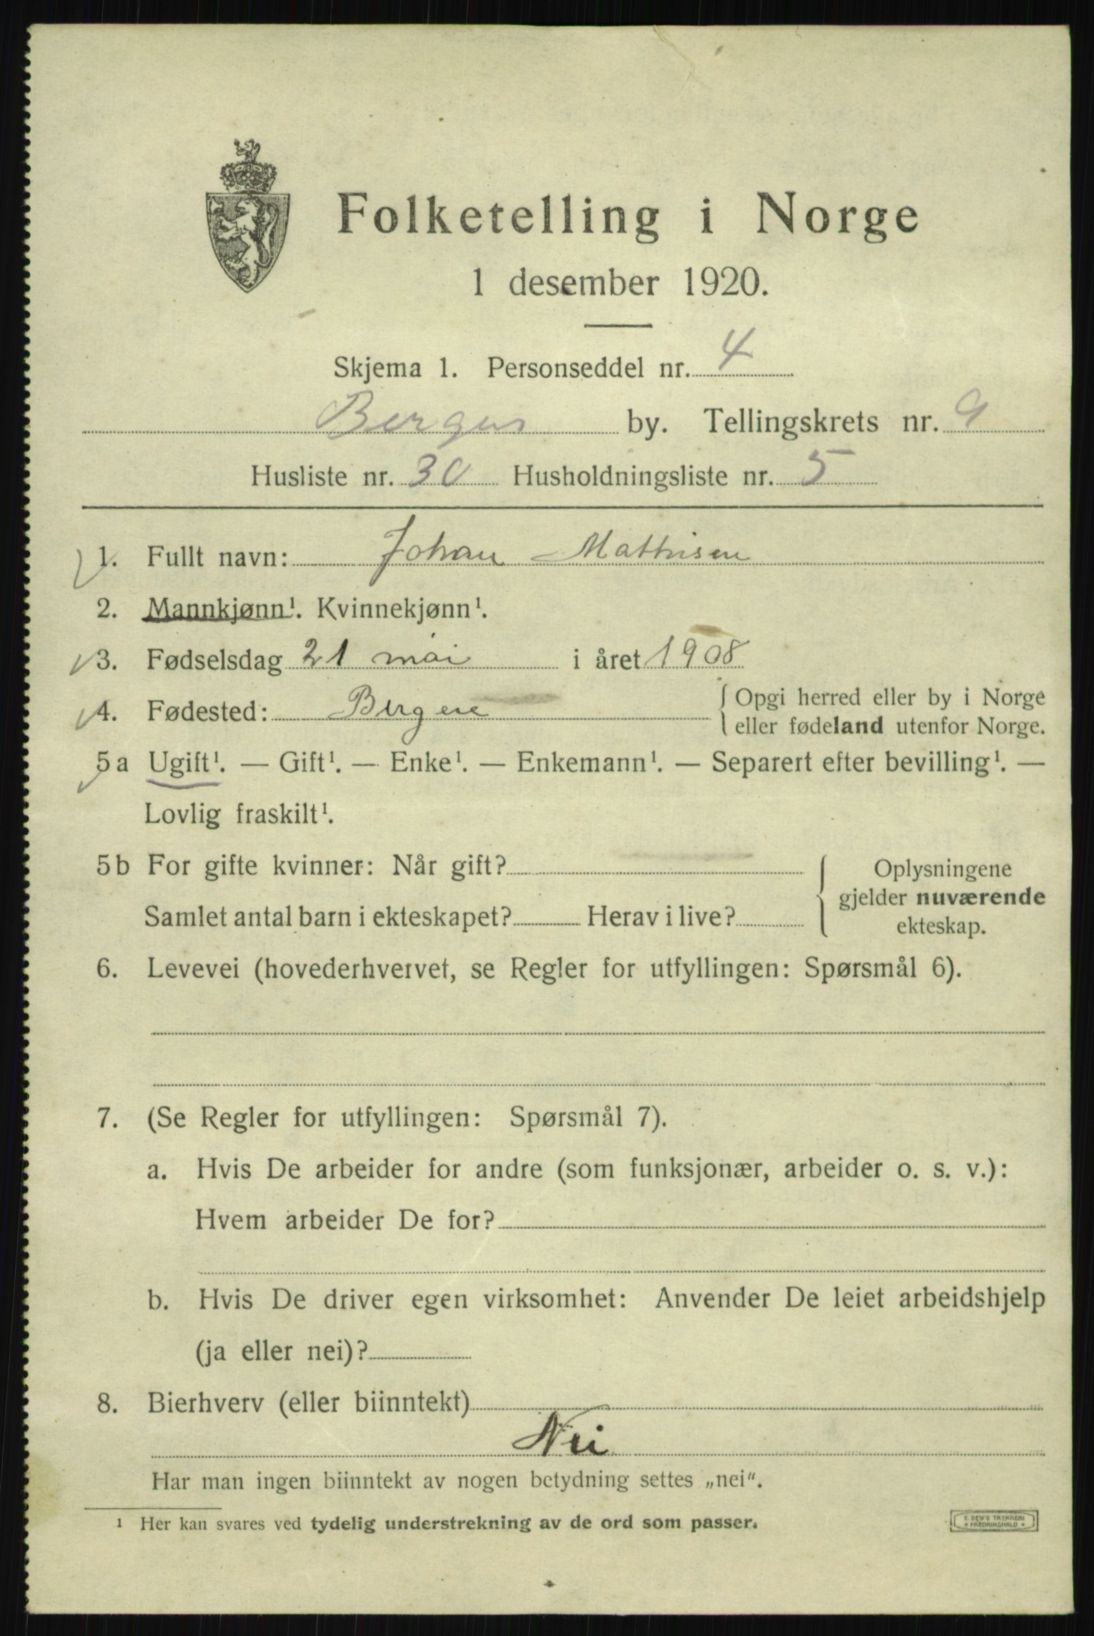 Folketelling i Norge
1 desember 1920.
Skjema 1. Personseddel nr. 4
Bergen by. Tellingskrets nr. 9
Husliste nr. 30 Husholdningsliste nr. 5
1. Fullt navn: Johan Mathisen
2. Mannkjønn¹. Kvinnekjønn¹.
3. Fødselsdag 21 mai i året 1908
4. Fødested: Bergen { Opgi herred eller by i Norge
eller fødeland utenfor Norge.
5 a Ugift¹. — Gift¹. — Enke¹. — Enkemann¹. — Separert efter bevilling¹. —
Lovlig fraskilt¹.
5 b For gifte kvinner: Når gift?
Samlet antal barn i ekteskapet? Herav i live?
{ Oplysningene
gjelder nuværende
ekteskap.
6. Levevei (hovederhvervet, se Regler for utfyllingen: Spørsmål 6).
7. (Se Regler for utfyllingen: Spørsmål 7).
a. Hvis De arbeider for andre (som funksjonær, arbeider o. s. v.):
Hvem arbeider De for?
b. Hvis De driver egen virksomhet: Anvender De leiet arbeidshjelp
(ja eller nei)?
8. Bierhverv (eller biinntekt)
Nei
Har man ingen biinntekt av nogen betydning settes „nei".
¹ Her kan svares ved tydelig understrekning av de ord som passer.